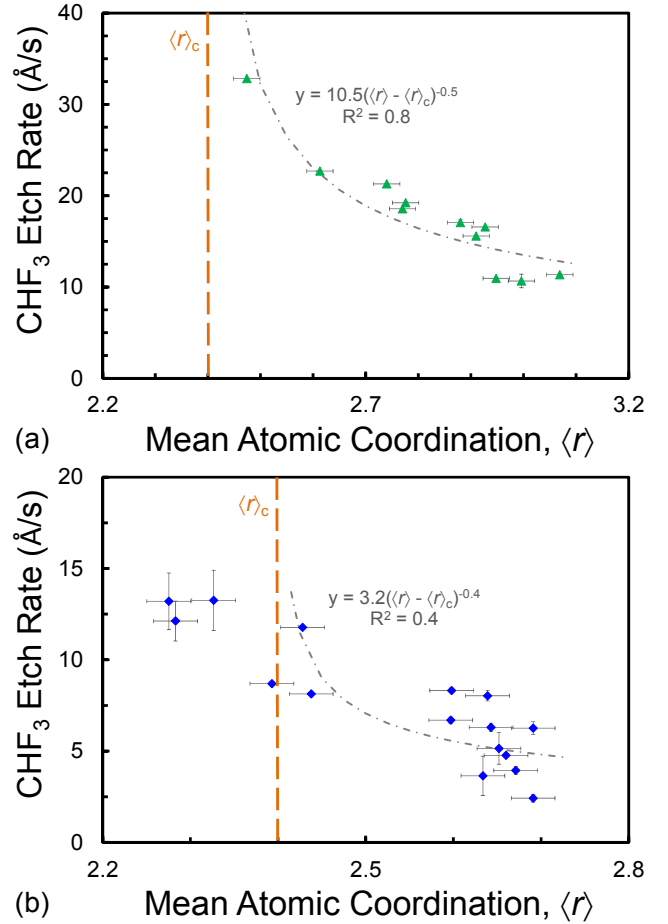 40
30
20
10
0
CHF₃ Etch Rate (Å/s)
⟨r⟩c
y = 10.5(⟨r⟩ - ⟨r⟩c)^-0.5
R² = 0.8
2.2
2.7
3.2
(a)
Mean Atomic Coordination, ⟨r⟩
20
15
10
5
0
CHF₃ Etch Rate (Å/s)
⟨r⟩c
y = 3.2(⟨r⟩ - ⟨r⟩c)^-0.4
R² = 0.4
2.2
2.5
2.8
(b)
Mean Atomic Coordination, ⟨r⟩